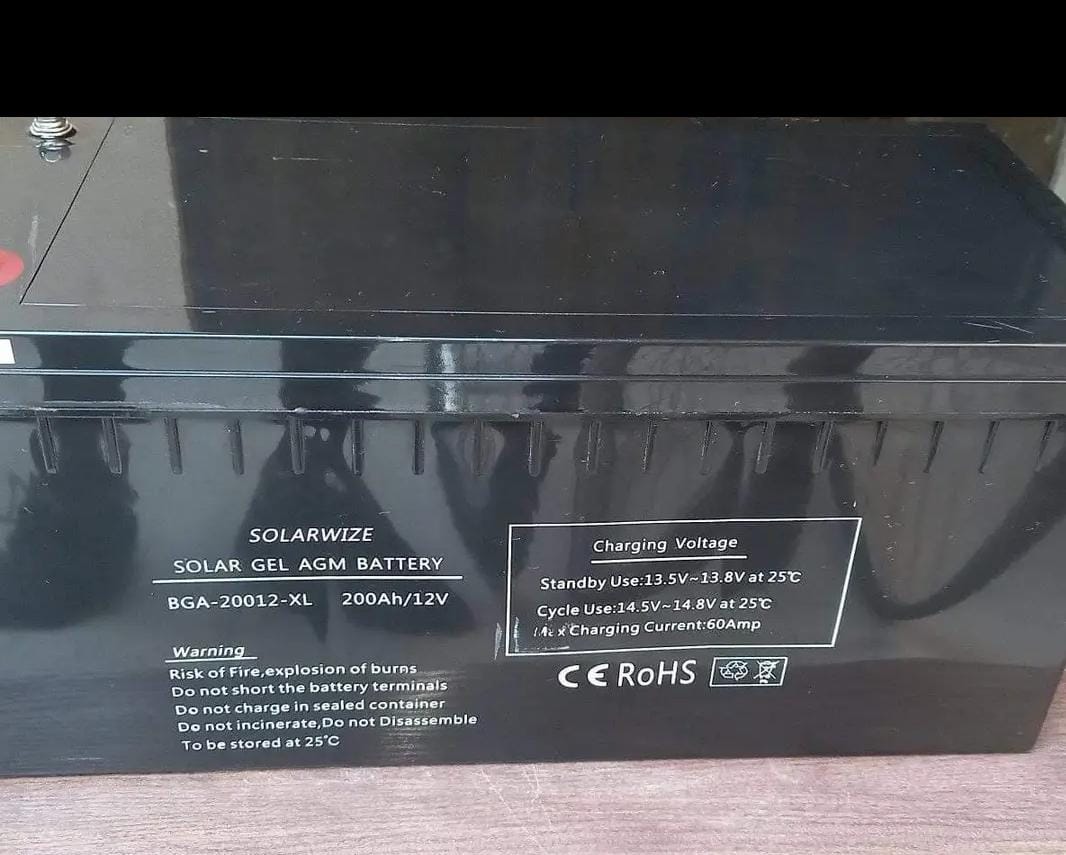 SOLARWIZE
SOLAR GEL AGM BATTERY
BGA-20012-XL 200Ah/12V
Warning
Risk of Fire,explosion of burns
Do not short the battery terminals
Do not charge in sealed container
Do not incinerate,Do not Disassemble
To be stored at 25℃
Charging Voltage
Standby Use:13.5V~13.8V at 25℃
Cycle Use:14.5V~14.8V at 25℃
Max Charging Current:60Amp
CE RoHS